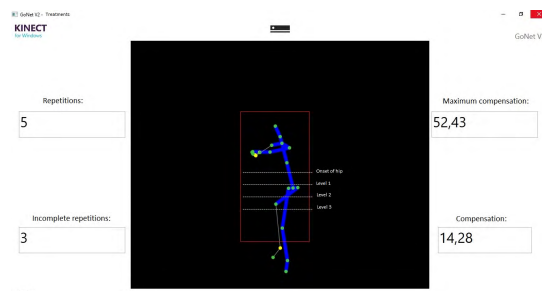 GoNet V2 - Treatments
KINECT
for Windows
GoNet V
Repetitions:
5
Maximum compensation:
52,43
Onset of hip
Level 1
Level 2
Level 3
Incomplete repetitions:
3
Compensation:
14,28